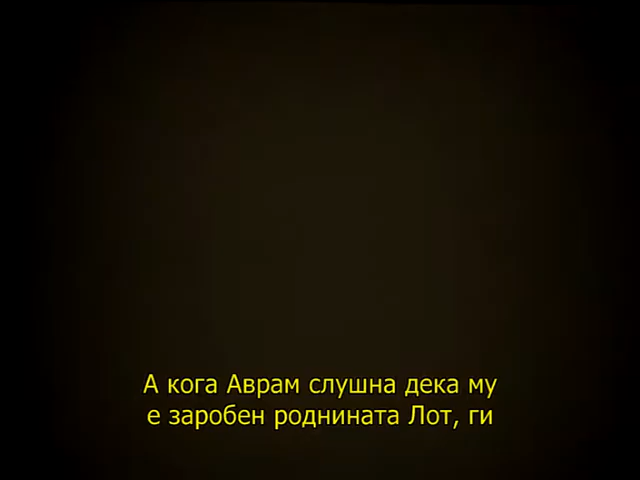 А кога Аврам слушна дека му
е заробен роднината Лот, ги